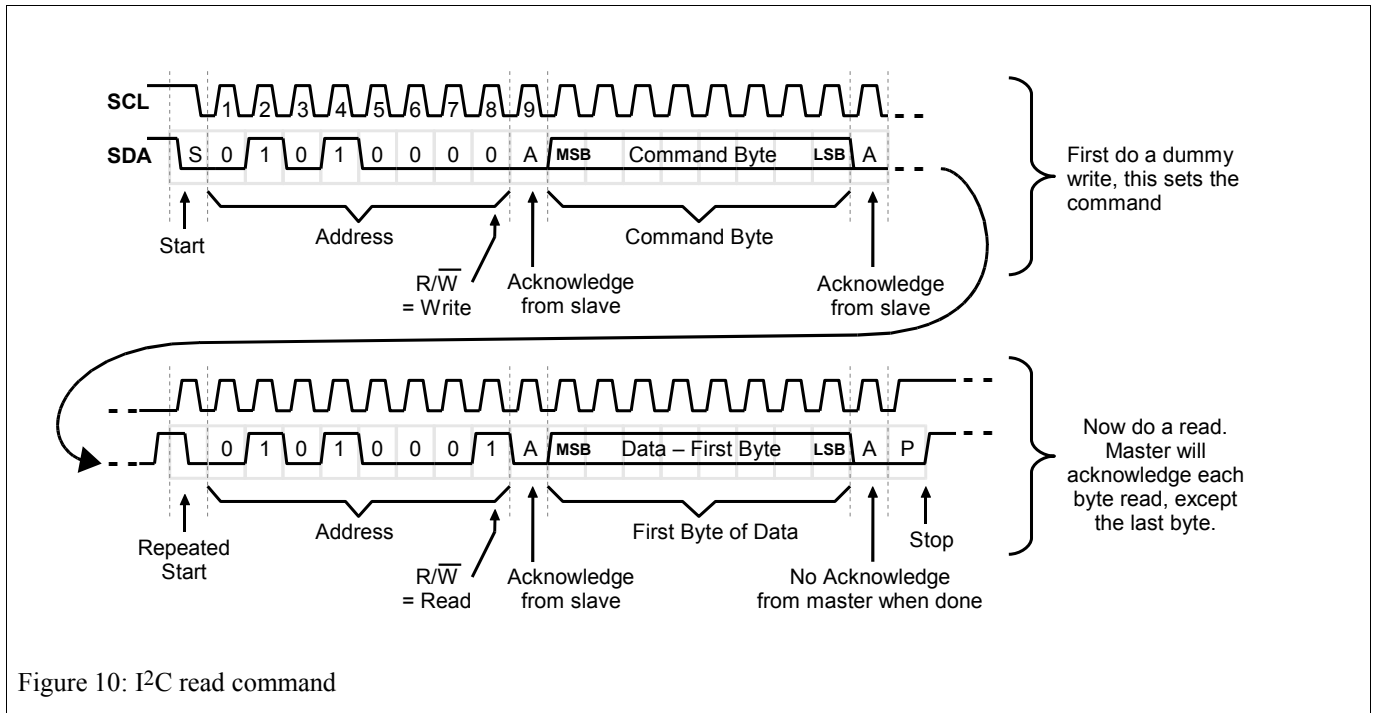 SCL
1 2 3 4 5 6 7 8 9
SDA
S 0 1 0 1 0 0 0 0 A MSB Command Byte LSB A
Start
Address
R/W̅
= Write
Acknowledge
from slave
Command Byte
Acknowledge
from slave
First do a dummy
write, this sets the
command
0 1 0 1 0 0 0 1 A MSB Data – First Byte LSB A P
Repeated
Start
Address
R/W̅
= Read
Acknowledge
from slave
First Byte of Data
No Acknowledge
from master when done
Stop
Now do a read.
Master will
acknowledge each
byte read, except
the last byte.
Figure 10: I²C read command